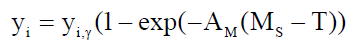 yᵢ = yᵢ,ᵧ(1 – exp(–A_M(M_S – T))